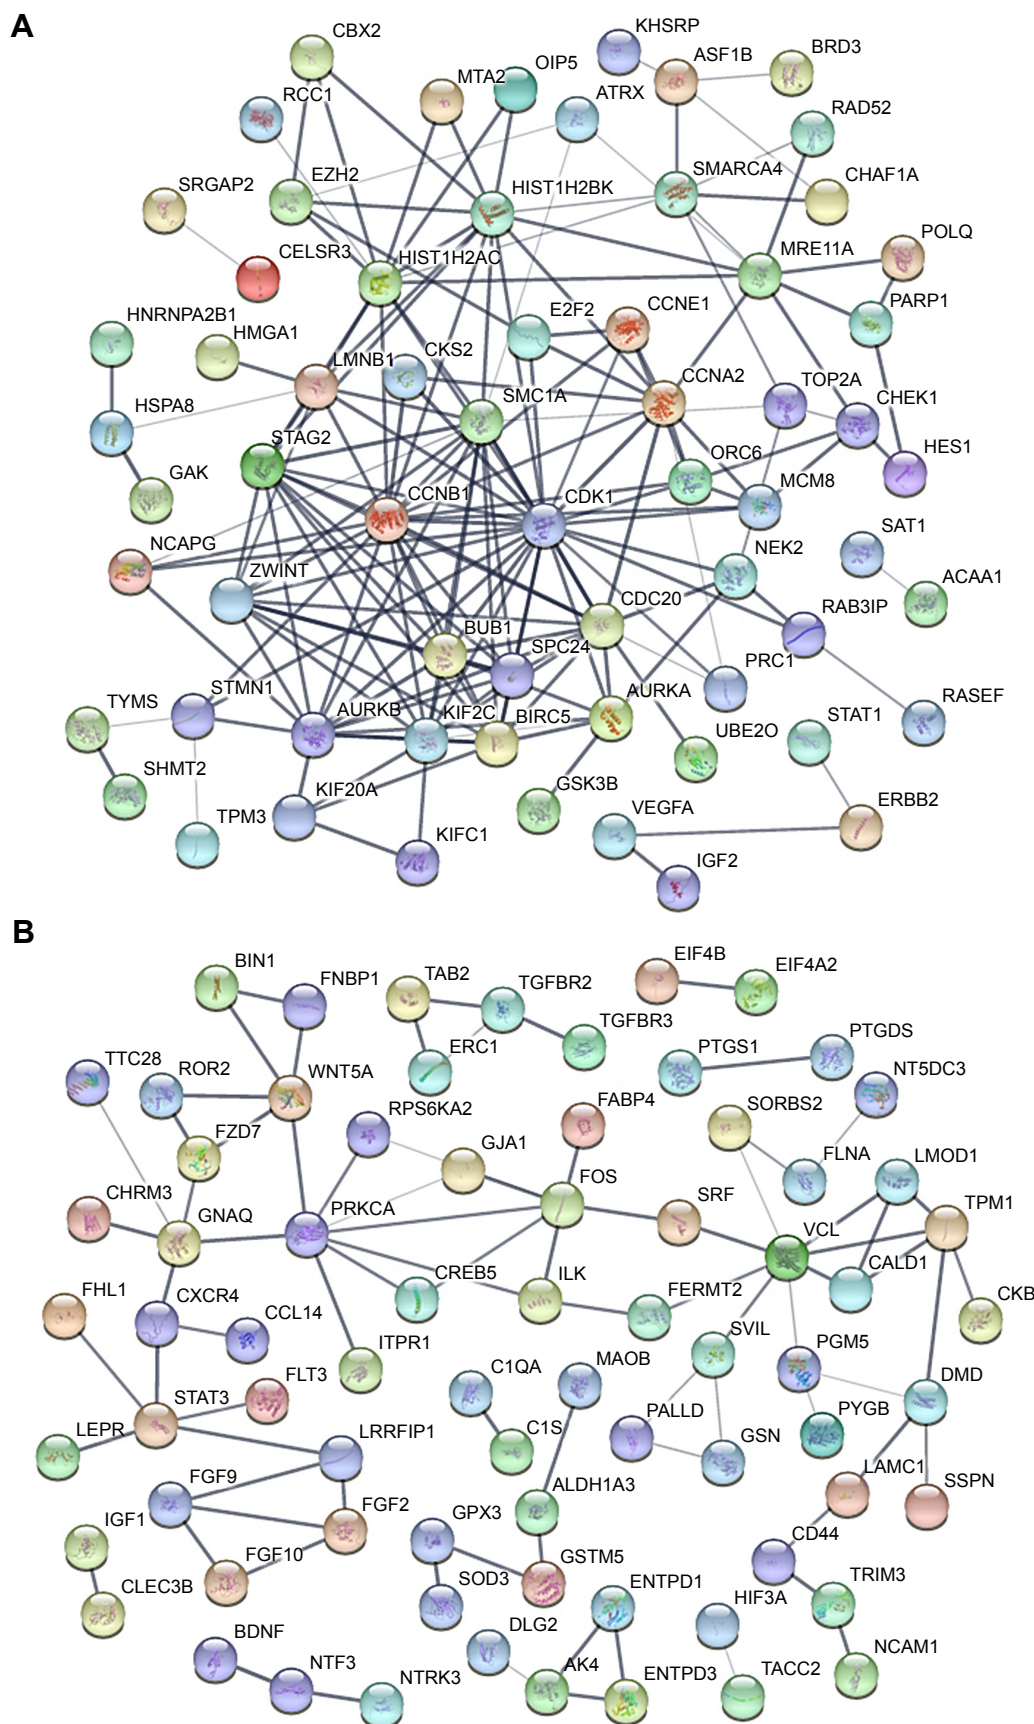 A
CBX2
KHSRP
ASF1B
BRD3
OIP5
MTA2
ATRX
RCC1
RAD52
SMARCA4
CHAF1A
EZH2
SRGAP2
HIST1H2BK
POLQ
CELSR3
HIST1H2AC
MRE11A
PARP1
E2F2
CCNE1
HNRNPA2B1
HMGA1
LMNB1
CKS2
CCNA2
TOP2A
CHEK1
SMC1A
HSPA8
STAG2
ORC6
HES1
GAK
MCM8
CCNB1
CDK1
SAT1
NCAPG
NEK2
ZWINT
ACAA1
CDC20
RAB3IP
BUB1
SPC24
PRC1
STMN1
AURKA
RASEF
TYMS
AURKB
KIF2C
BIRC5
STAT1
UBE2O
SHMT2
KIF20A
GSK3B
VEGFA
ERBB2
TPM3
KIFC1
IGF2
B
BIN1
FNBP1
TAB2
TGFBR2
EIF4B
EIF4A2
TGFBR3
PTGDS
ERC1
PTGS1
TTC28
ROR2
WNT5A
NT5DC3
RPS6KA2
FABP4
SORBS2
FZD7
GJA1
FLNA
LMOD1
CHRM3
FOS
SRF
TPM1
GNAQ
PRKCA
VCL
CREB5
ILK
CALD1
FHL1
CXCR4
FERMT2
CKB
CCL14
SVIL
PGM5
ITPR1
C1QA
MAOB
FLT3
DMD
STAT3
PALLD
PYGB
LEPR
C1S
LRRFIP1
GSN
LAMC1
FGF9
ALDH1A3
SSPN
FGF2
GPX3
IGF1
CD44
FGF10
GSTM5
CLEC3B
SOD3
ENTPD1
HIF3A
TRIM3
DLG2
BDNF
NCAM1
NTF3
AK4
ENTPD3
TACC2
NTRK3